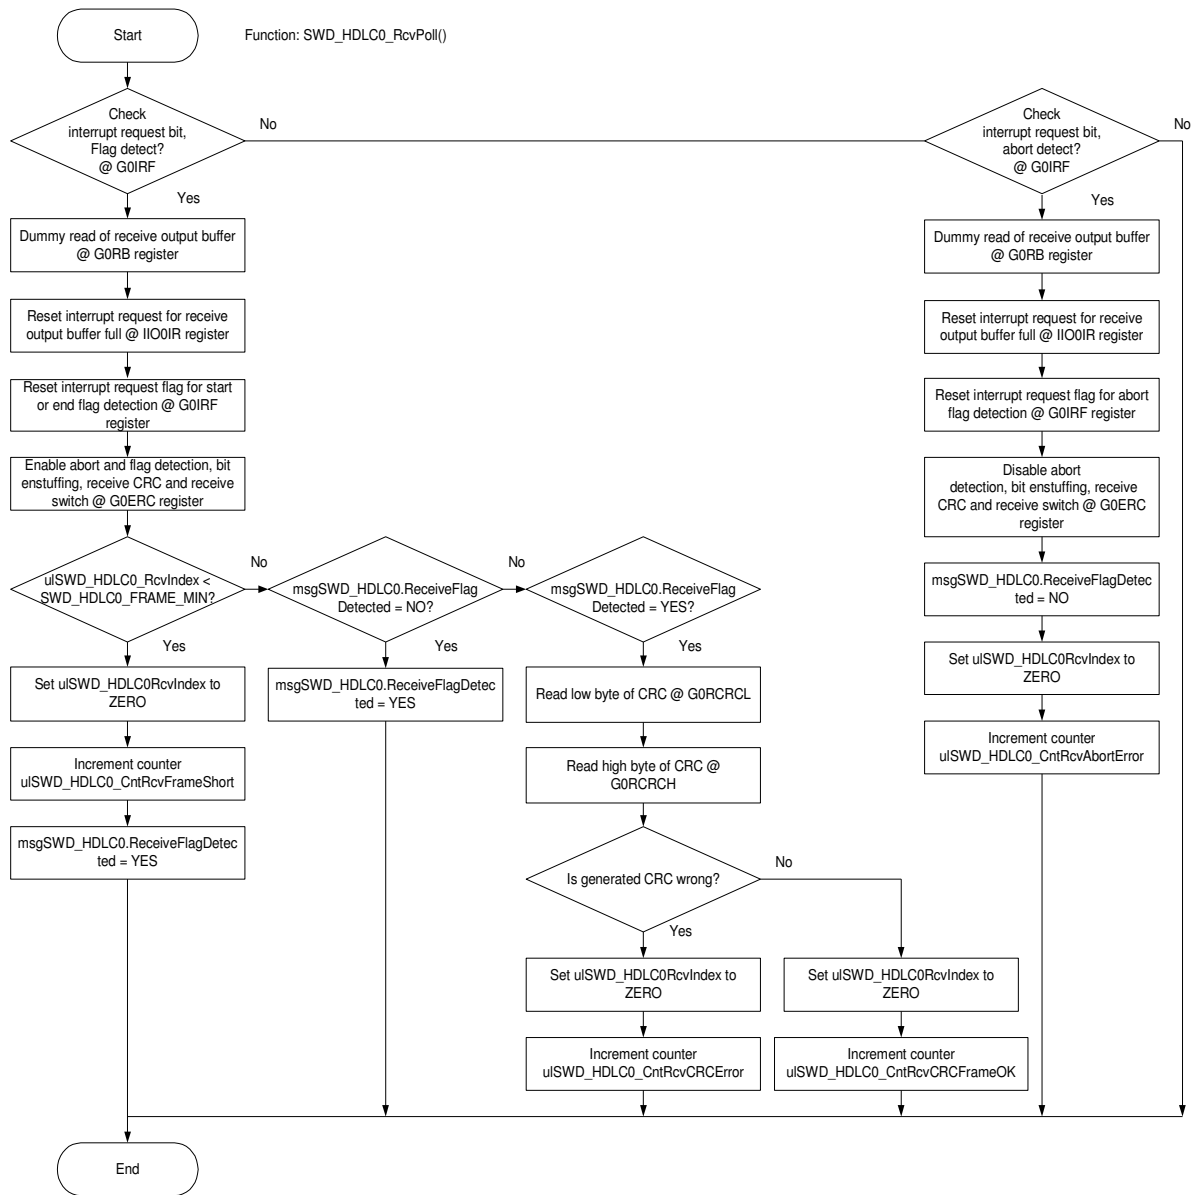 Start
Function: SWD_HDLC0_RcvPoll()
Check
interrupt request bit,
Flag detect?
@ G0IRF
No
Yes
Check
interrupt request bit,
abort detect?
@ G0IRF
No
Yes
Dummy read of receive output buffer
@ G0RB register
Reset interrupt request for receive
output buffer full @ IIO0IR register
Reset interrupt request flag for start
or end flag detection @ G0IRF
register
Enable abort and flag detection, bit
enstuffing, receive CRC and receive
switch @ G0ERC register
Dummy read of receive output buffer
@ G0RB register
Reset interrupt request for receive
output buffer full @ IIO0IR register
Reset interrupt request flag for abort
flag detection @ G0IRF register
Disable abort
detection, bit enstuffing, receive
CRC and receive switch @ G0ERC
register
msgSWD_HDLC0.ReceiveFlagDetec
ted = NO
Set ulSWD_HDLC0RcvIndex to
ZERO
Increment counter
ulSWD_HDLC0_CntRcvAbortError
ulSWD_HDLC0_RcvIndex <
SWD_HDLC0_FRAME_MIN?
No
Yes
msgSWD_HDLC0.ReceiveFlag
Detected = NO?
No
Yes
msgSWD_HDLC0.ReceiveFlag
Detected = YES?
Yes
Set ulSWD_HDLC0RcvIndex to
ZERO
Increment counter
ulSWD_HDLC0_CntRcvFrameShort
msgSWD_HDLC0.ReceiveFlagDetec
ted = YES
msgSWD_HDLC0.ReceiveFlagDetec
ted = YES
Read low byte of CRC @ G0RCRCL
Read high byte of CRC @
G0RCRCH
Is generated CRC wrong?
No
Yes
Set ulSWD_HDLC0RcvIndex to
ZERO
Increment counter
ulSWD_HDLC0_CntRcvCRCError
Set ulSWD_HDLC0RcvIndex to
ZERO
Increment counter
ulSWD_HDLC0_CntRcvCRCFrameOK
End